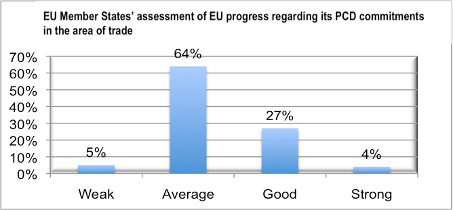 EU Member States' assessment of EU progress regarding its PCD commitments
in the area of trade
70%
60%
50%
40%
30%
20%
10%
0%
5%
64%
27%
4%
Weak
Average
Good
Strong